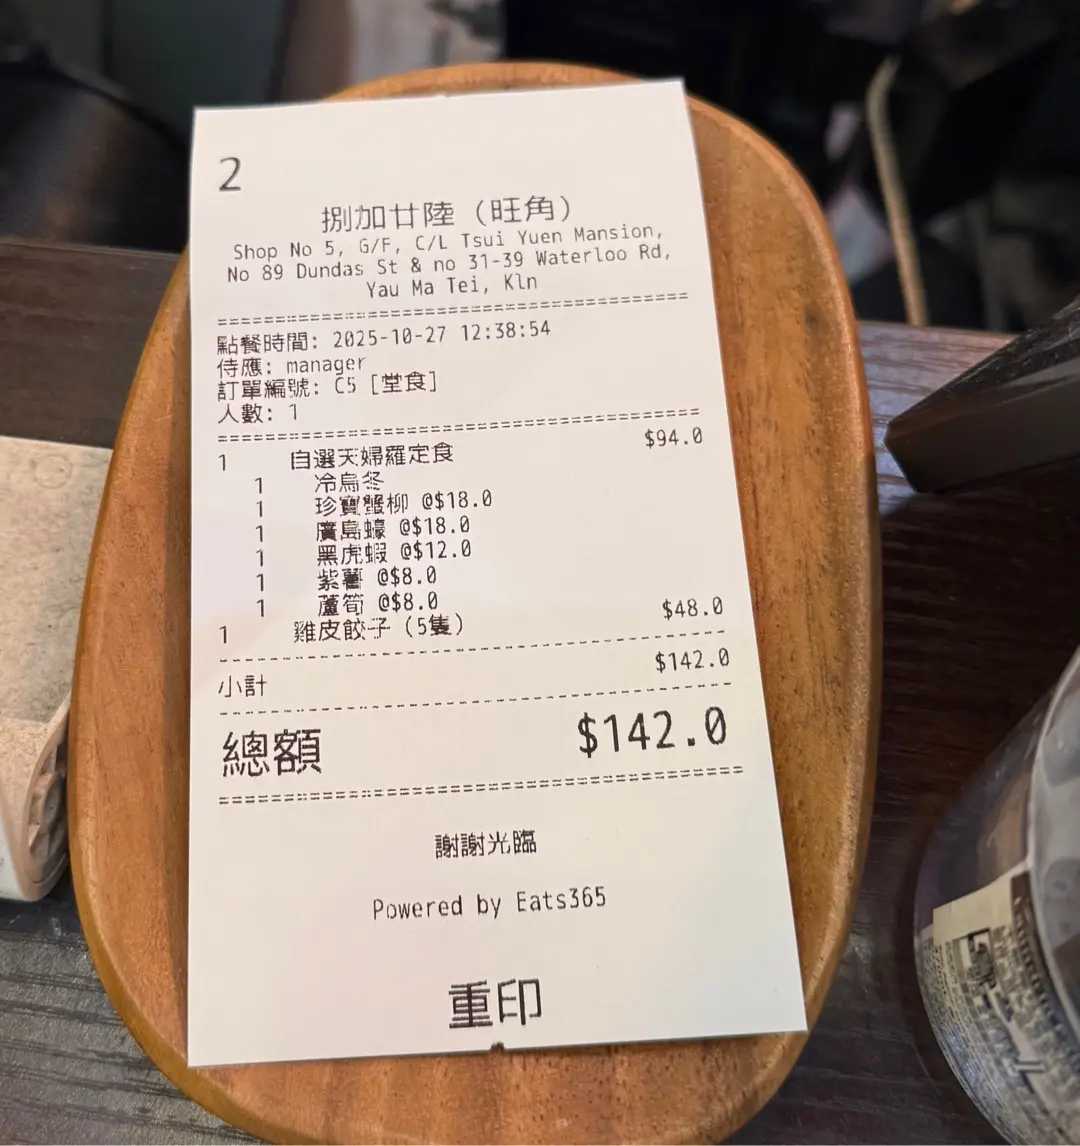 2
捌加廿陸 (旺角)
Shop No 5, G/F, C/L Tsui Yuen Mansion,
No 89 Dundas St & no 31-39 Waterloo Rd,
Yau Ma Tei, Kln
點餐時間: 2025-10-27 12:38:54
侍應: manager
訂單編號: C5 [堂食]
人數: 1
1 自選天婦羅定食 $94.0
1 冷烏冬
1 珍寶蟹柳 @$18.0
1 廣島蠔 @$18.0
1 黑虎蝦 @$12.0
1 紫薯 @$8.0
1 蘆筍 @$8.0
1 雞皮餃子 (5隻) $48.0
小計 $142.0
總額 $142.0
謝謝光臨
Powered by Eats365
重印